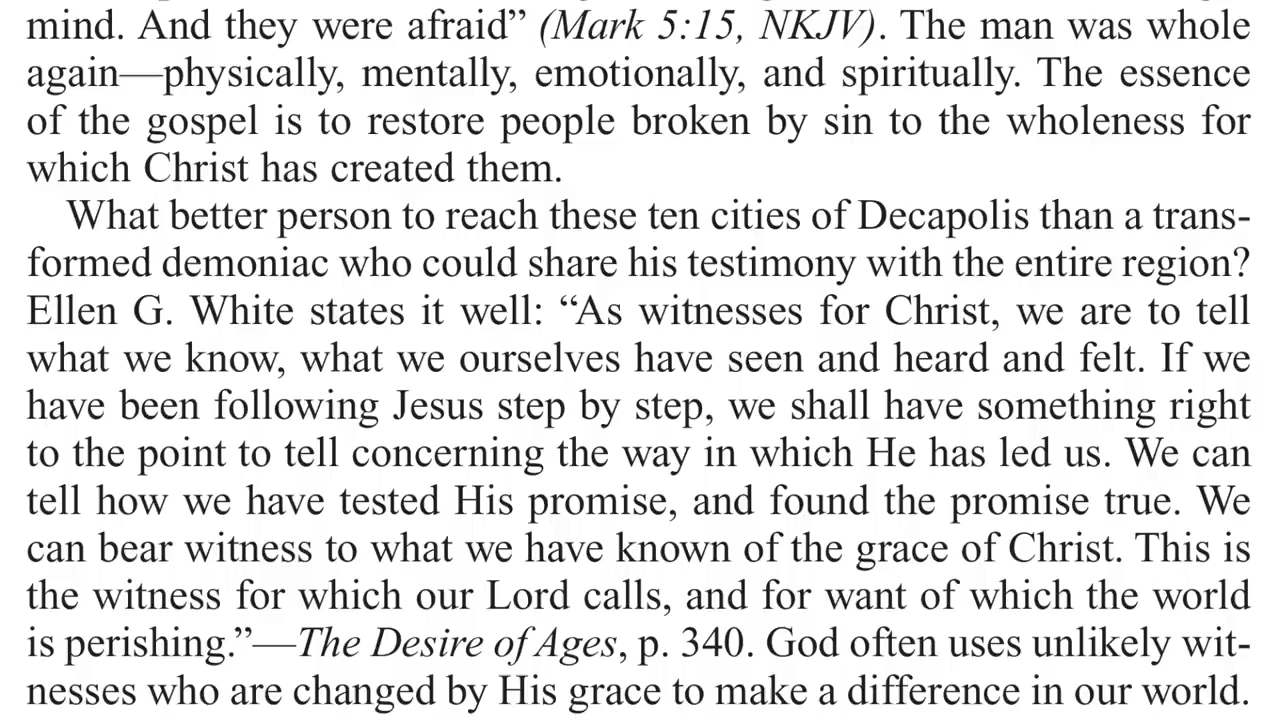 mind. And they were afraid” (Mark 5:15, NKJV). The man was whole
again—physically, mentally, emotionally, and spiritually. The essence
of the gospel is to restore people broken by sin to the wholeness for
which Christ has created them.
What better person to reach these ten cities of Decapolis than a trans-
formed demoniac who could share his testimony with the entire region?
Ellen G. White states it well: “As witnesses for Christ, we are to tell
what we know, what we ourselves have seen and heard and felt. If we
have been following Jesus step by step, we shall have something right
to the point to tell concerning the way in which He has led us. We can
tell how we have tested His promise, and found the promise true. We
can bear witness to what we have known of the grace of Christ. This is
the witness for which our Lord calls, and for want of which the world
is perishing.”—The Desire of Ages, p. 340. God often uses unlikely wit-
nesses who are changed by His grace to make a difference in our world.